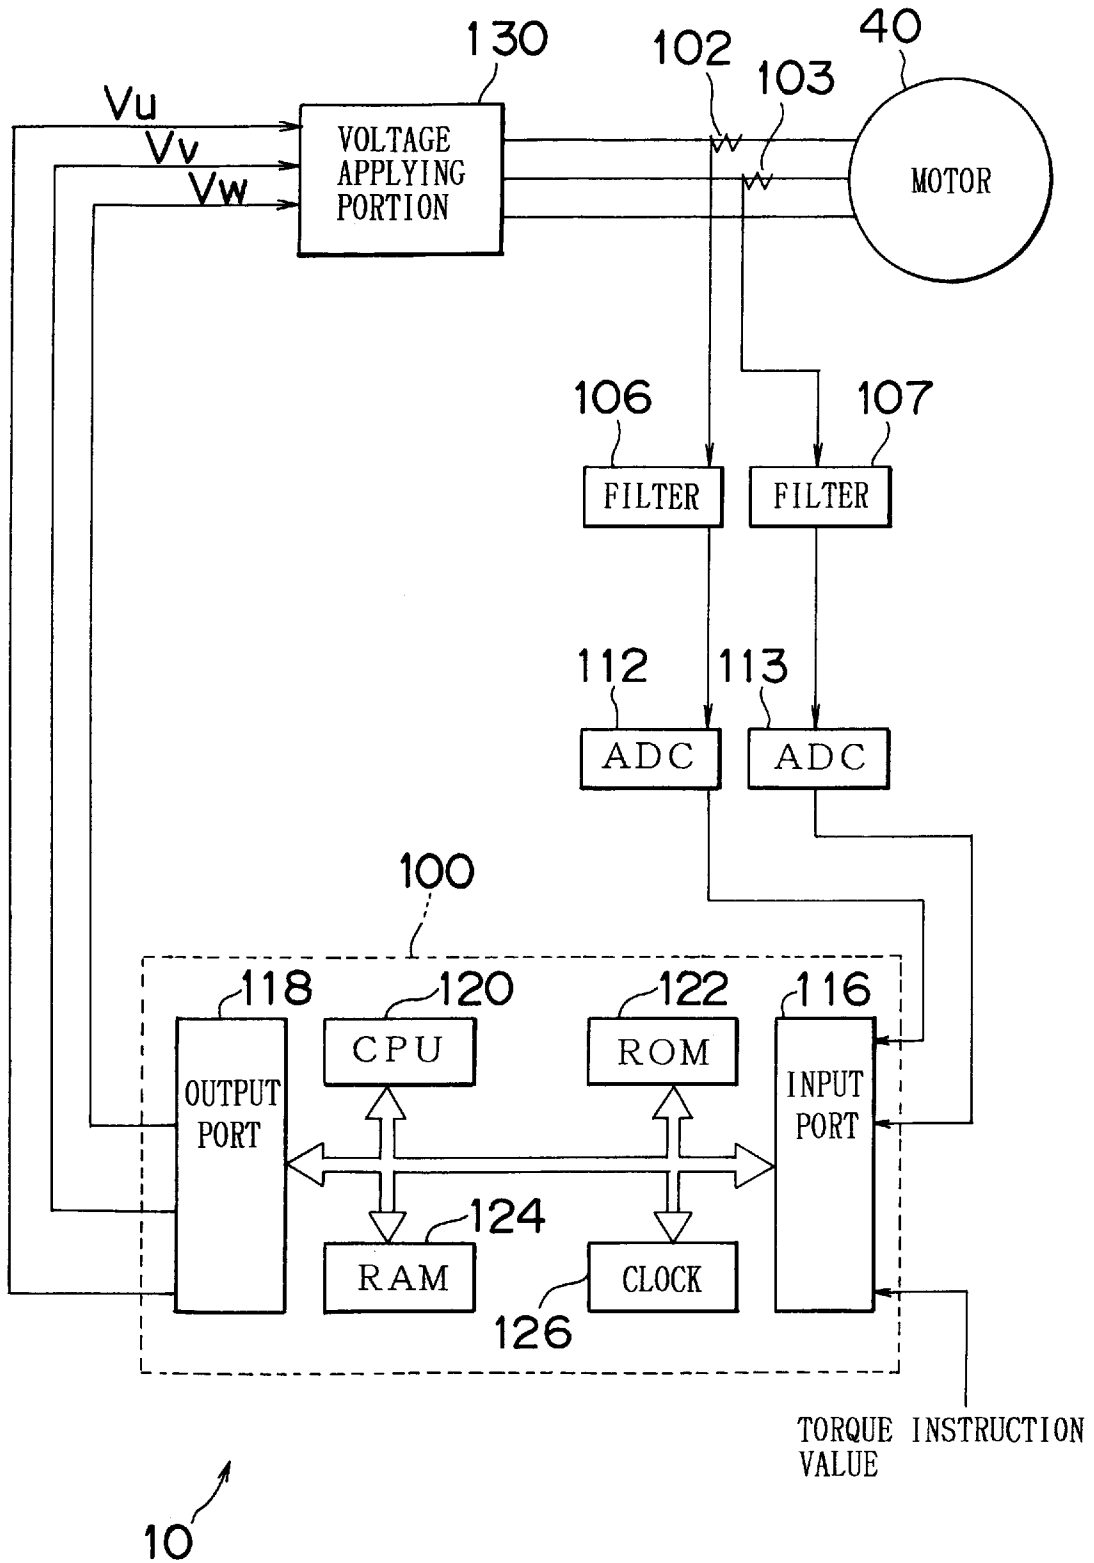 130
102
40
103
Vu
Vv
Vw
VOLTAGE
APPLYING
PORTION
MOTOR
106
107
FILTER
FILTER
112
113
ADC
ADC
100
118
120
122
116
CPU
ROM
OUTPUT
PORT
INPUT
PORT
124
RAM
CLOCK
126
TORQUE INSTRUCTION
VALUE
10